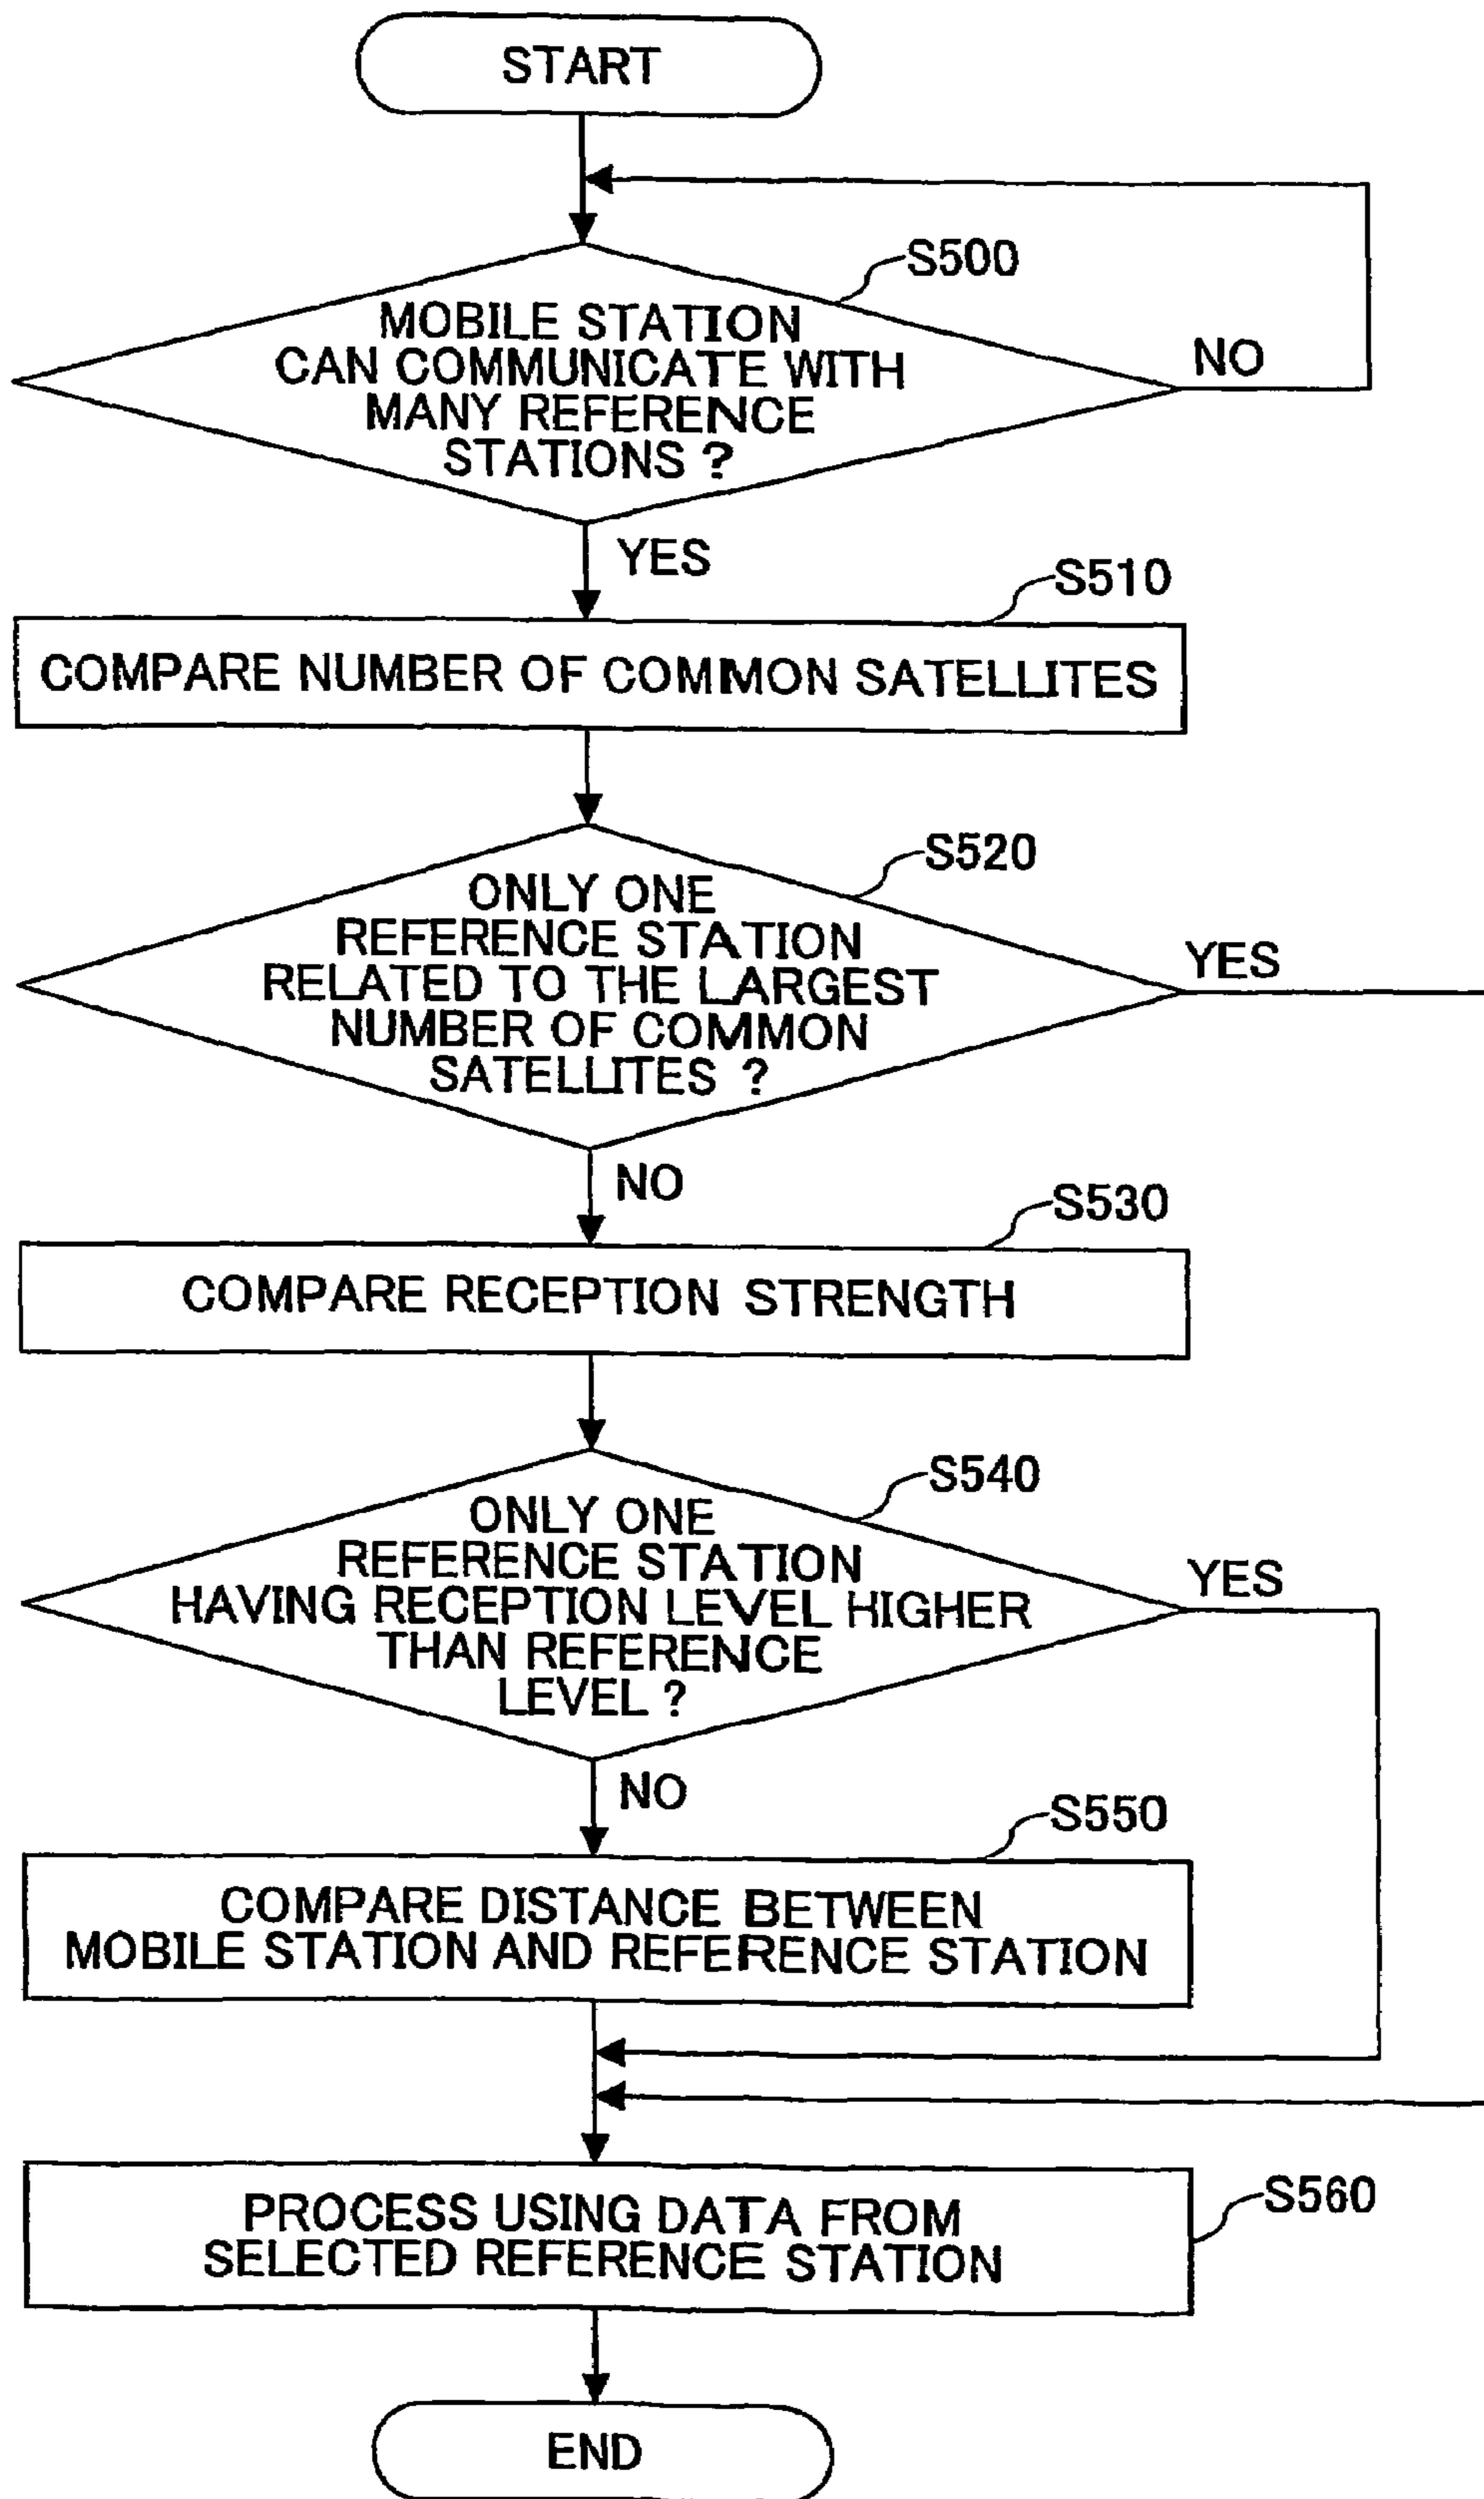 START
S500
MOBILE STATION
CAN COMMUNICATE WITH
MANY REFERENCE
STATIONS ?
NO
YES
S510
COMPARE NUMBER OF COMMON SATELLITES
S520
ONLY ONE
REFERENCE STATION
RELATED TO THE LARGEST
NUMBER OF COMMON
SATELLITES ?
YES
NO
S530
COMPARE RECEPTION STRENGTH
S540
ONLY ONE
REFERENCE STATION
HAVING RECEPTION LEVEL HIGHER
THAN REFERENCE
LEVEL ?
YES
NO
S550
COMPARE DISTANCE BETWEEN
MOBILE STATION AND REFERENCE STATION
S560
PROCESS USING DATA FROM
SELECTED REFERENCE STATION
END